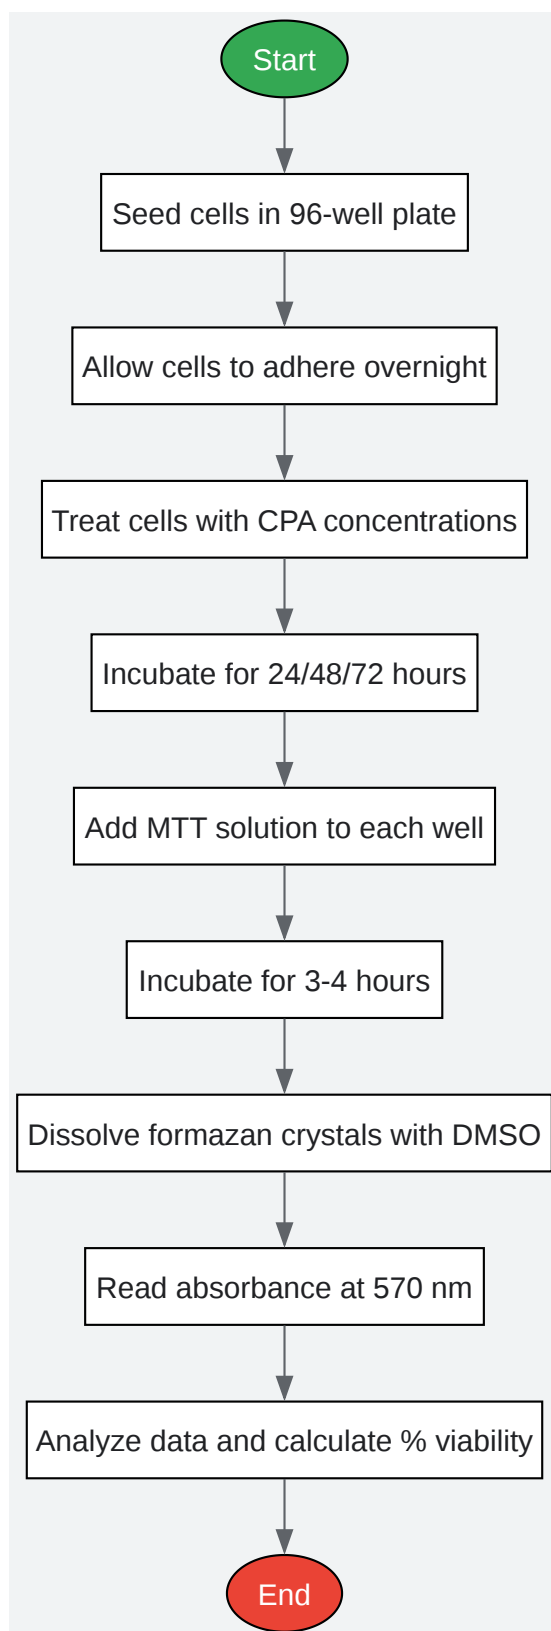 Start
Seed cells in 96-well plate
Allow cells to adhere overnight
Treat cells with CPA concentrations
Incubate for 24/48/72 hours
Add MTT solution to each well
Incubate for 3-4 hours
Dissolve formazan crystals with DMSO
Read absorbance at 570 nm
Analyze data and calculate % viability
End